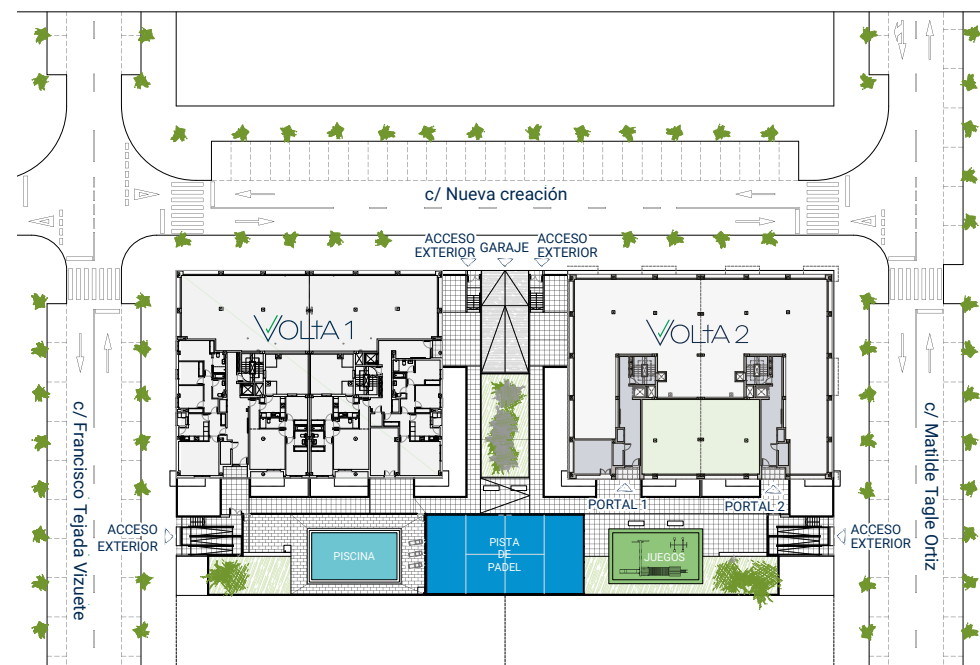 c/ Nueva creación
ACCESO
EXTERIOR
GARAJE
ACCESO
EXTERIOR
VOLtA 1
VOLtA 2
c/ Francisco Tejada Vizuete
c/ Matilde Tagle Ortiz
PORTAL 1
PORTAL 2
ACCESO
EXTERIOR
PISCINA
PISTA
DE
PADEL
JUEGOS
ACCESO
EXTERIOR